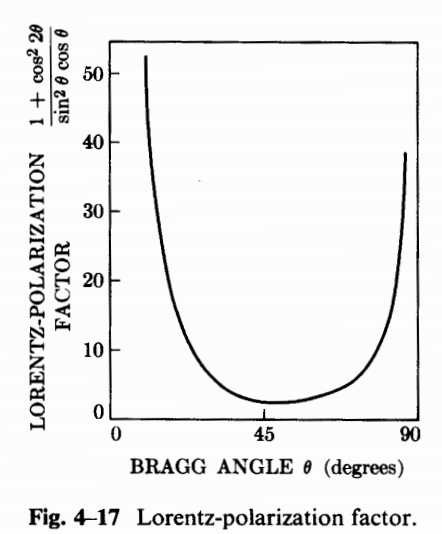 LORENTZ-POLARIZATION
FACTOR
1 + cos² 2θ
sin² θ cos θ
50
40
30
20
10
0
0 45 90
BRAGG ANGLE θ (degrees)
Fig. 4–17 Lorentz-polarization factor.